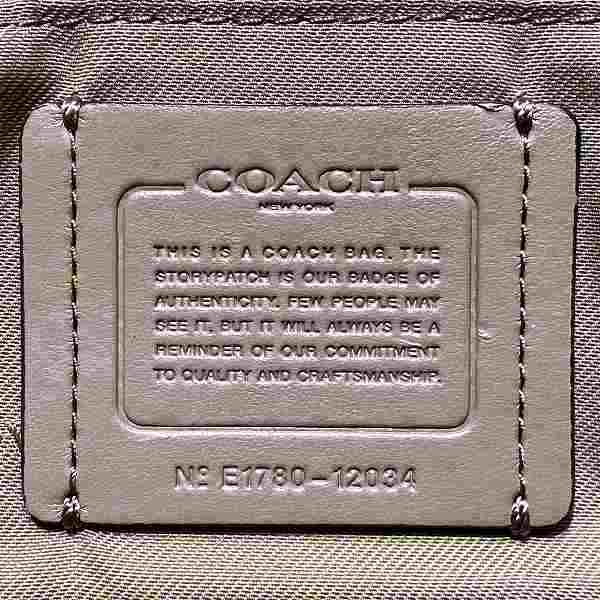 COACH
NEW YORK
THIS IS A COACH BAG. THE
STORYPATCH IS OUR BADGE OF
AUTHENTICITY. FEW PEOPLE MAY
SEE IT, BUT IT WILL ALWAYS BE A
REMINDER OF OUR COMMITMENT
TO QUALITY AND CRAFTSMANSHIP.
Nº E1780-12034